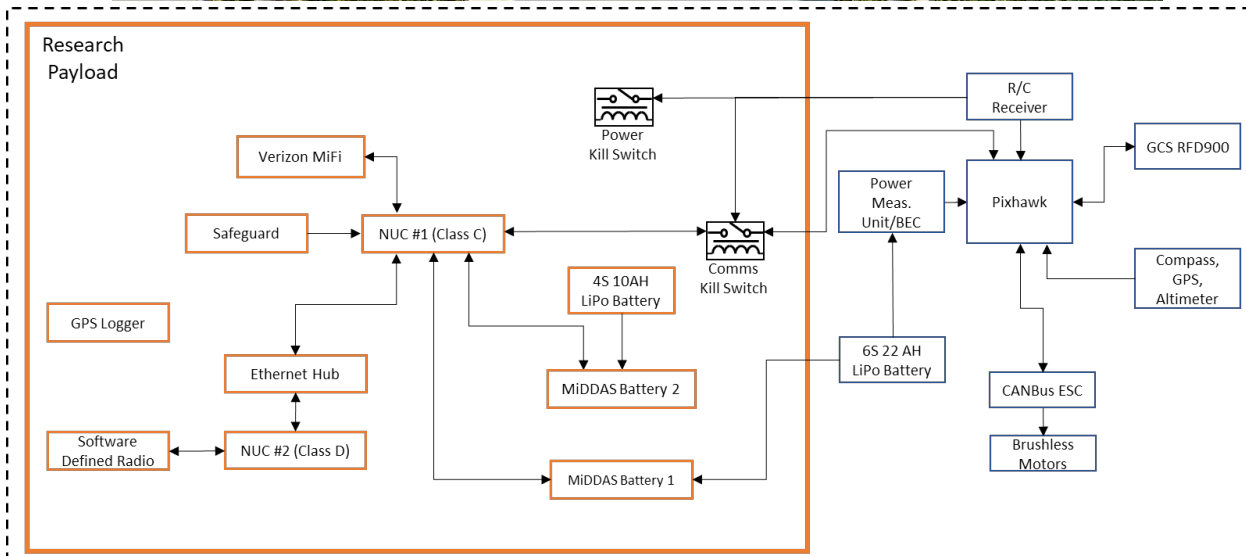 Research
Payload
Power
Kill Switch
R/C
Receiver
GCS RFD900
Verizon MiFi
Power
Meas.
Unit/BEC
Pixhawk
Safeguard
NUC #1 (Class C)
Comms
Kill Switch
Compass,
GPS,
Altimeter
4S 10AH
LiPo Battery
GPS Logger
6S 22 AH
LiPo Battery
Ethernet Hub
MiDDAS Battery 2
CANBus ESC
Software
Defined Radio
NUC #2 (Class D)
Brushless
Motors
MiDDAS Battery 1